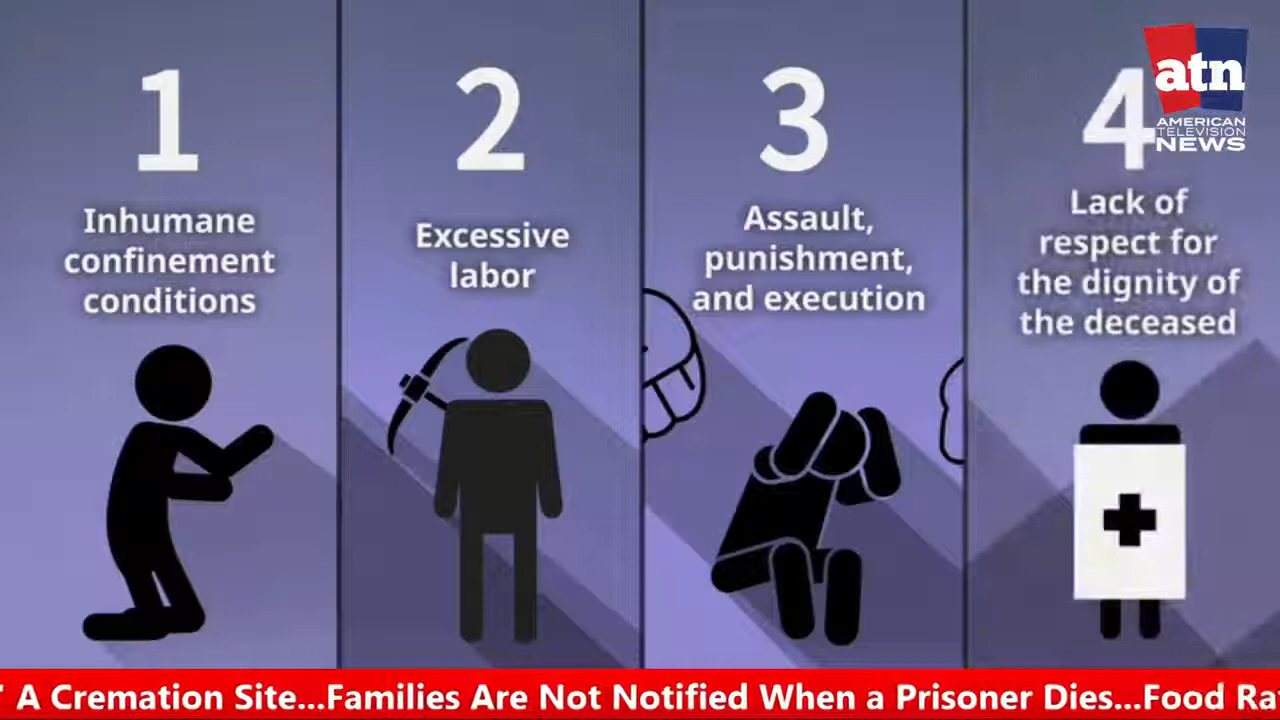 1
Inhumane
confinement
conditions
2
Excessive
labor
3
Assault,
punishment,
and execution
4
Lack of
respect for
the dignity of
the deceased
atn
AMERICAN
TELEVISION
NEWS
A Cremation Site...Families Are Not Notified When a Prisoner Dies...Food